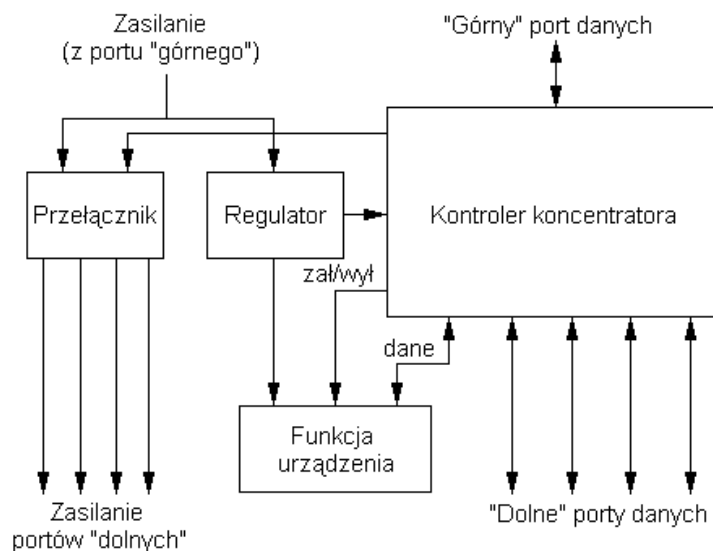 Zasilanie
(z portu "górnego")
"Górny" port danych
Przełącznik
Regulator
Kontroler koncentratora
zał/wył
dane
Funkcja
urządzenia
Zasilanie
portów "dolnych"
"Dolne" porty danych